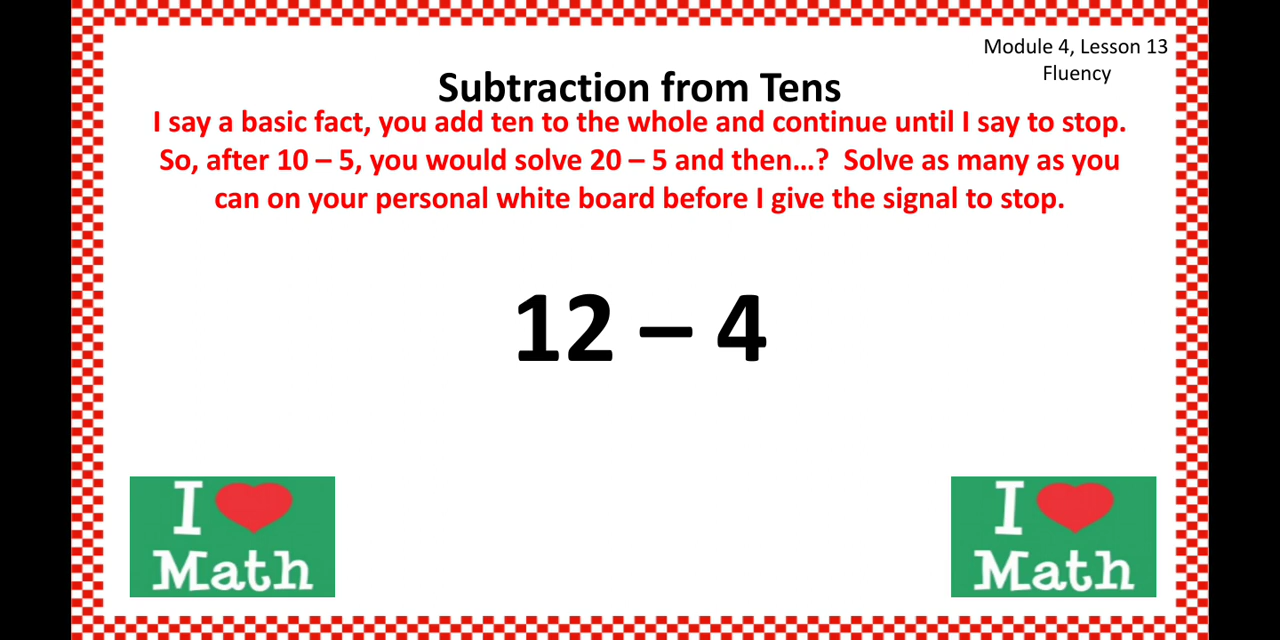 Module 4, Lesson 13
Fluency
Subtraction from Tens
I say a basic fact, you add ten to the whole and continue until I say to stop.
So, after 10 – 5, you would solve 20 – 5 and then…?  Solve as many as you
can on your personal white board before I give the signal to stop.
12 – 4
I
Math
I
Math